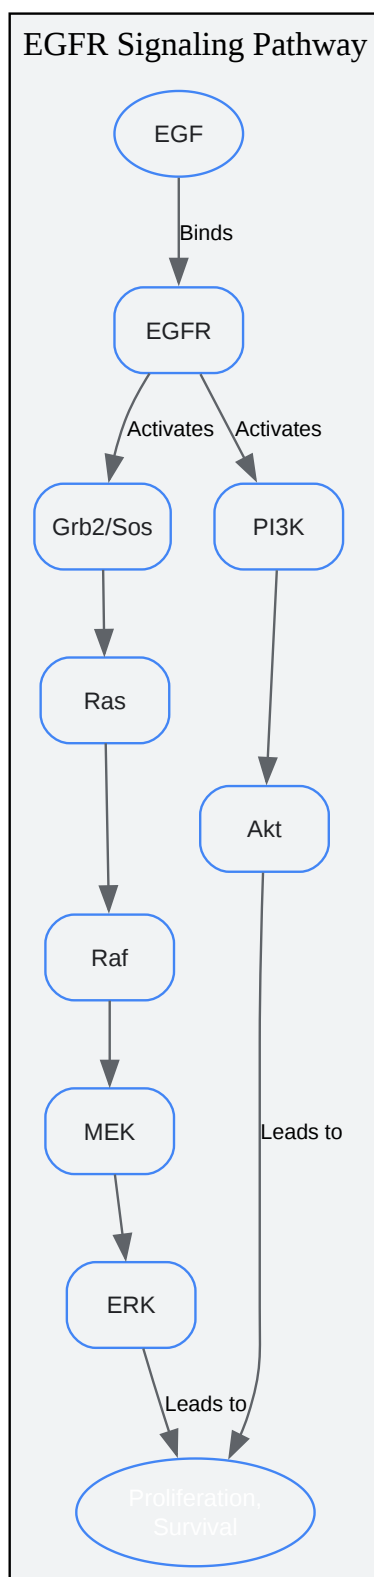 EGFR Signaling Pathway
EGF
Binds
EGFR
Activates
Activates
Grb2/Sos
PI3K
Ras
Akt
Raf
MEK
Leads to
ERK
Leads to
Proliferation,
Survival